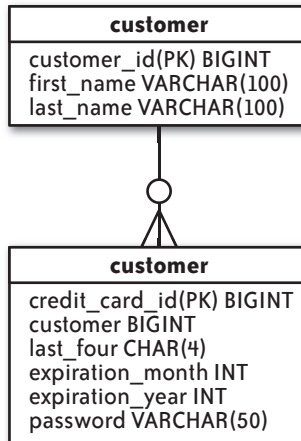 customer
customer_id(PK) BIGINT
first_name VARCHAR(100)
last_name VARCHAR(100)
customer
credit_card_id(PK) BIGINT
customer BIGINT
last_four CHAR(4)
expiration_month INT
expiration_year INT
password VARCHAR(50)